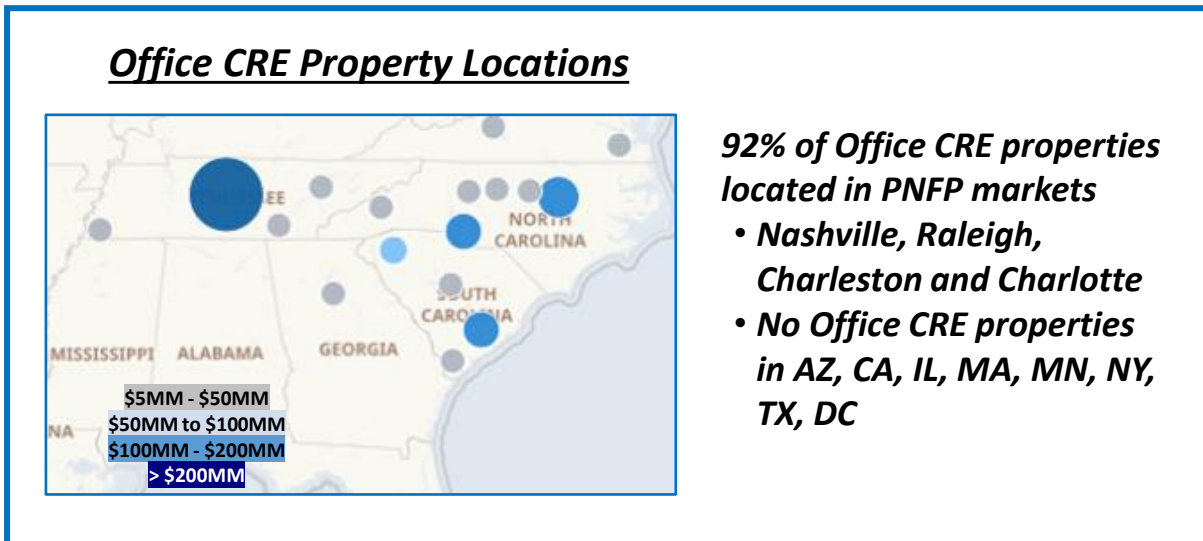 Office CRE Property Locations
NORTH
CAROLINA
SOUTH
CAROLINA
MISSISSIPPI
ALABAMA
GEORGIA
$5MM - $50MM
$50MM to $100MM
$100MM - $200MM
> $200MM
NA
92% of Office CRE properties
located in PNFP markets
• Nashville, Raleigh,
Charleston and Charlotte
• No Office CRE properties
in AZ, CA, IL, MA, MN, NY,
TX, DC